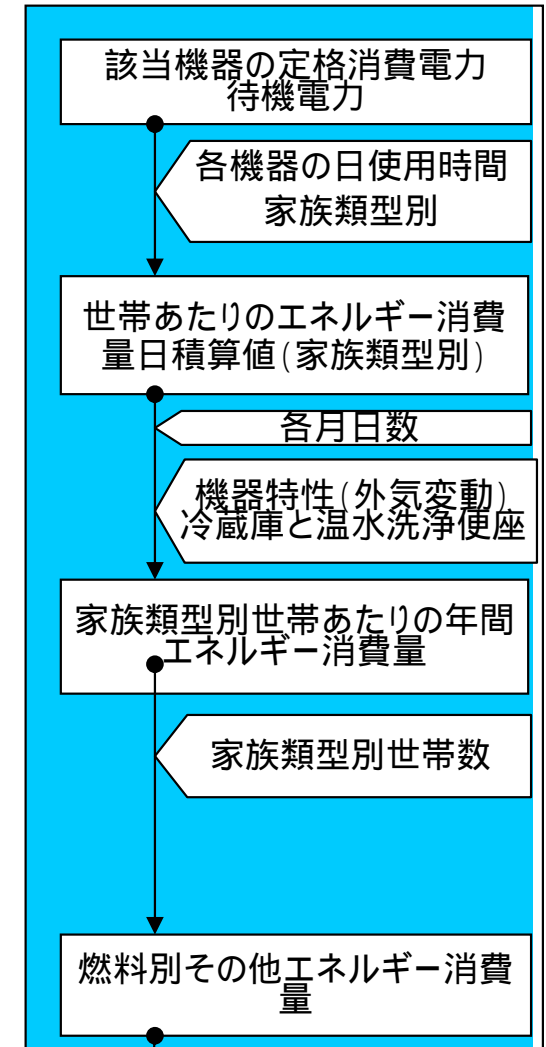 該当機器の定格消費電力
待機電力
各機器の日使用時間
家族類型別
世帯あたりのエネルギー消費
量日積算値(家族類型別)
各月日数
機器特性(外気変動)
冷蔵庫と温水洗浄便座
家族類型別世帯あたりの年間
エネルギー消費量
家族類型別世帯数
燃料別その他エネルギー消費
量